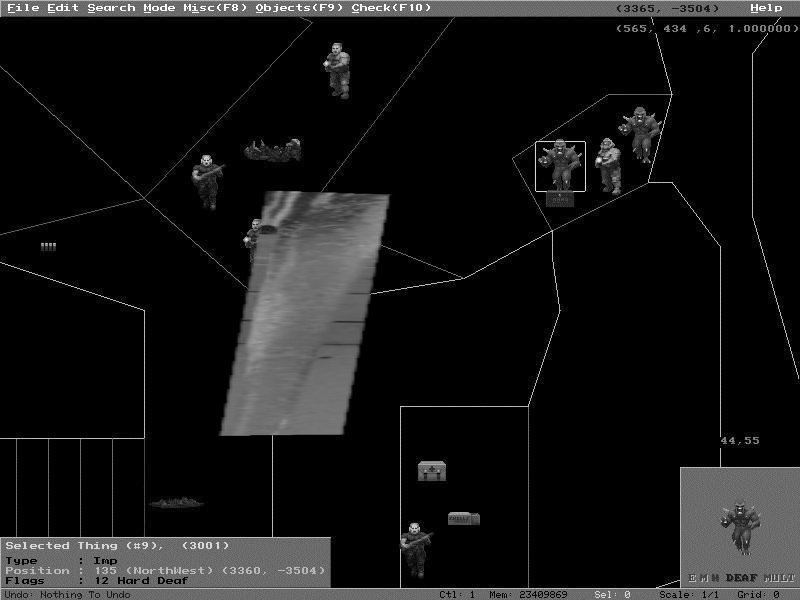 File Edit Search Mode Misc(F8) Objects(F9) Check(F10) (3365, -3504) Help
(565, 434 ,6, 1.000000)
44,55
Selected Thing (#9), (3001)
Type : Imp
Position : 135 (NorthWest) (3360, -3504)
Flags : 12 Hard Deaf
E M H DEAF MULT
Undo: Nothing To Undo Ctl: 1 Mem: 23409869 Sel: 0 Scale: 1/1 Grid: 0